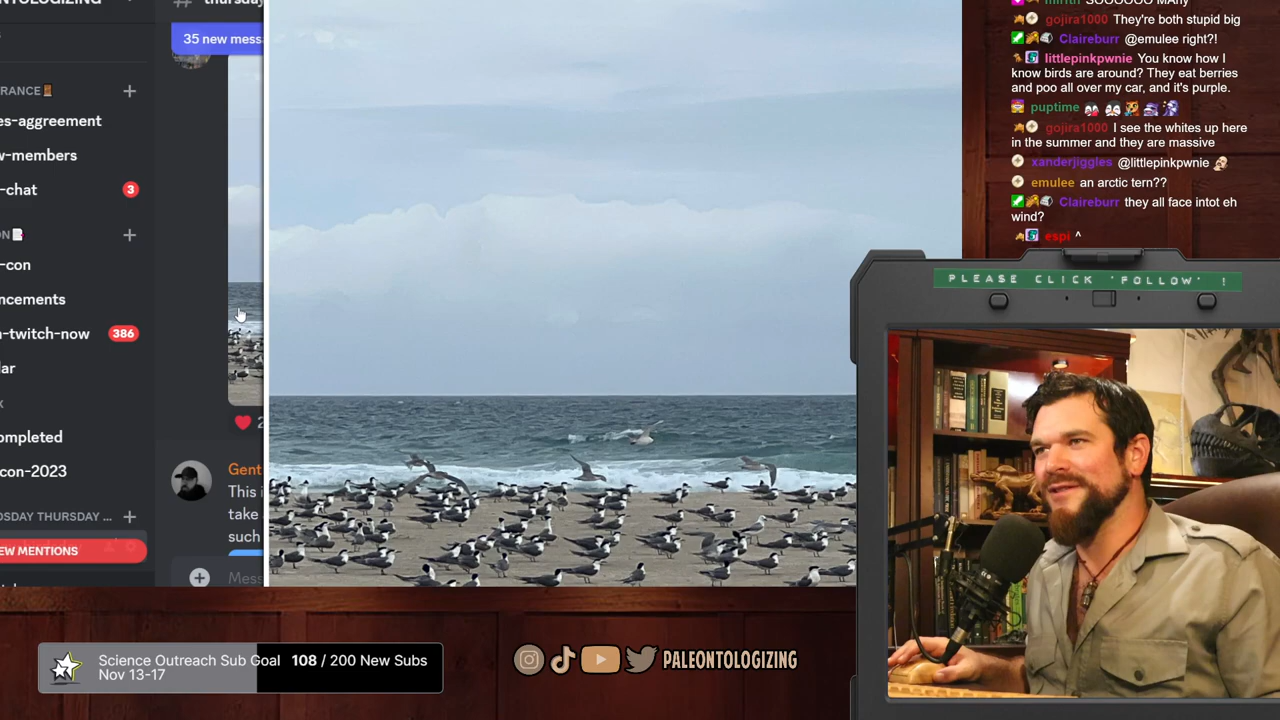 ONTOLOGIZING
thursday
35 new mess
RANCE
es-aggreement
w-members
-chat
3
ON
-con
ncements
n-twitch-now
386
lar
x
ompleted
con-2023
DSDAY THURSDAY ...
EW MENTIONS
Gent
This i
take
such
Mess
SOOOOOO MAny
gojira1000 They're both stupid big
Claireburr @emulee right?!
littlepinkpwnie You know how I
know birds are around? They eat berries
and poo all over my car, and it's purple.
puptime
gojira1000 I see the whites up here
in the summer and they are massive
xanderjiggles @littlepinkpwnie
emulee an arctic tern??
Claireburr they all face intot eh
wind?
espi ^
PLEASE CLICK 'FOLLOW' !
Science Outreach Sub Goal 108 / 200 New Subs
Nov 13-17
PALEONTOLOGIZING